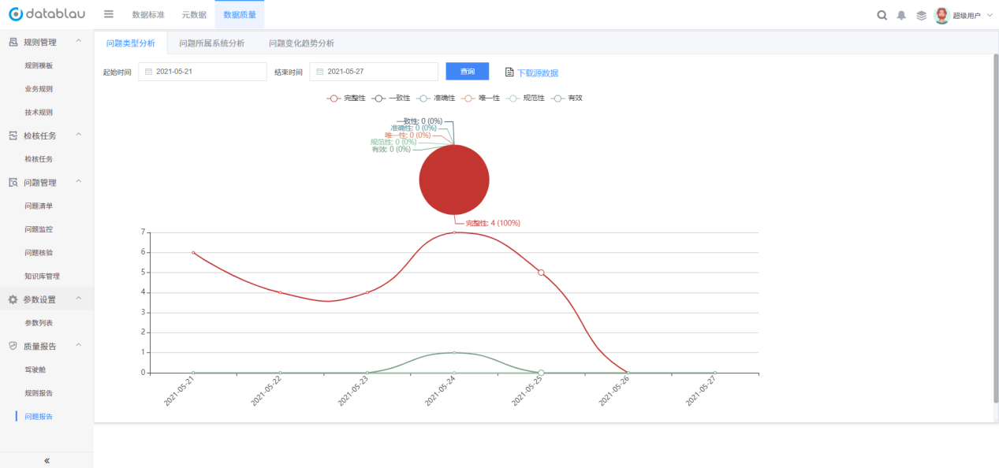 datablau
数据标准 元数据 数据质量
超级用户
规则管理
规则模板
业务规则
技术规则
检核任务
检核任务
问题管理
问题清单
问题监控
问题核验
知识库管理
参数设置
参数列表
质量报告
驾驶舱
规则报告
问题报告
«
问题类型分析 问题所属系统分析 问题变化趋势分析
起始时间 2021-05-21 结束时间 2021-05-27 查询 下载源数据
完整性 一致性 准确性 唯一性 规范性 有效
一致性: 0 (0%)
准确性: 0 (0%)
唯一性: 0 (0%)
规范性: 0 (0%)
有效: 0 (0%)
完整性: 4 (100%)
7
6
5
4
3
2
1
0
2021-05-21 2021-05-22 2021-05-23 2021-05-24 2021-05-25 2021-05-26 2021-05-27